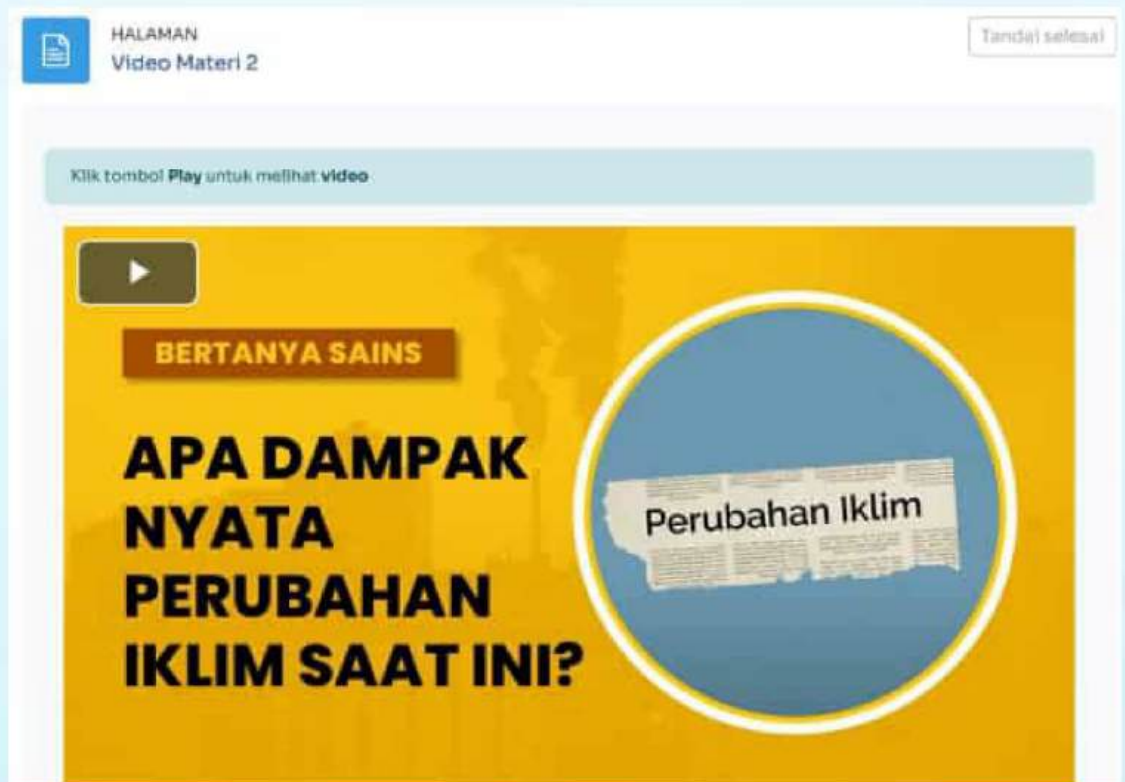 HALAMAN
Video Materi 2
Tandai selesai
Klik tombol Play untuk melihat video
BERTANYA SAINS
APA DAMPAK
NYATA
PERUBAHAN
IKLIM SAAT INI?
Perubahan Iklim